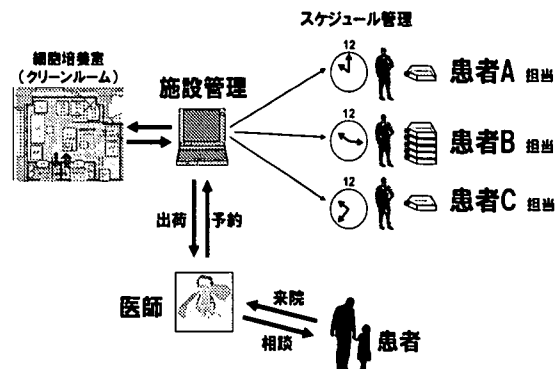 スケジュール管理
細胞培養室
（クリーンルーム）
施設管理
12
患者A 担当
12
患者B 担当
12
患者C 担当
出荷
予約
医師
来院
相談
患者